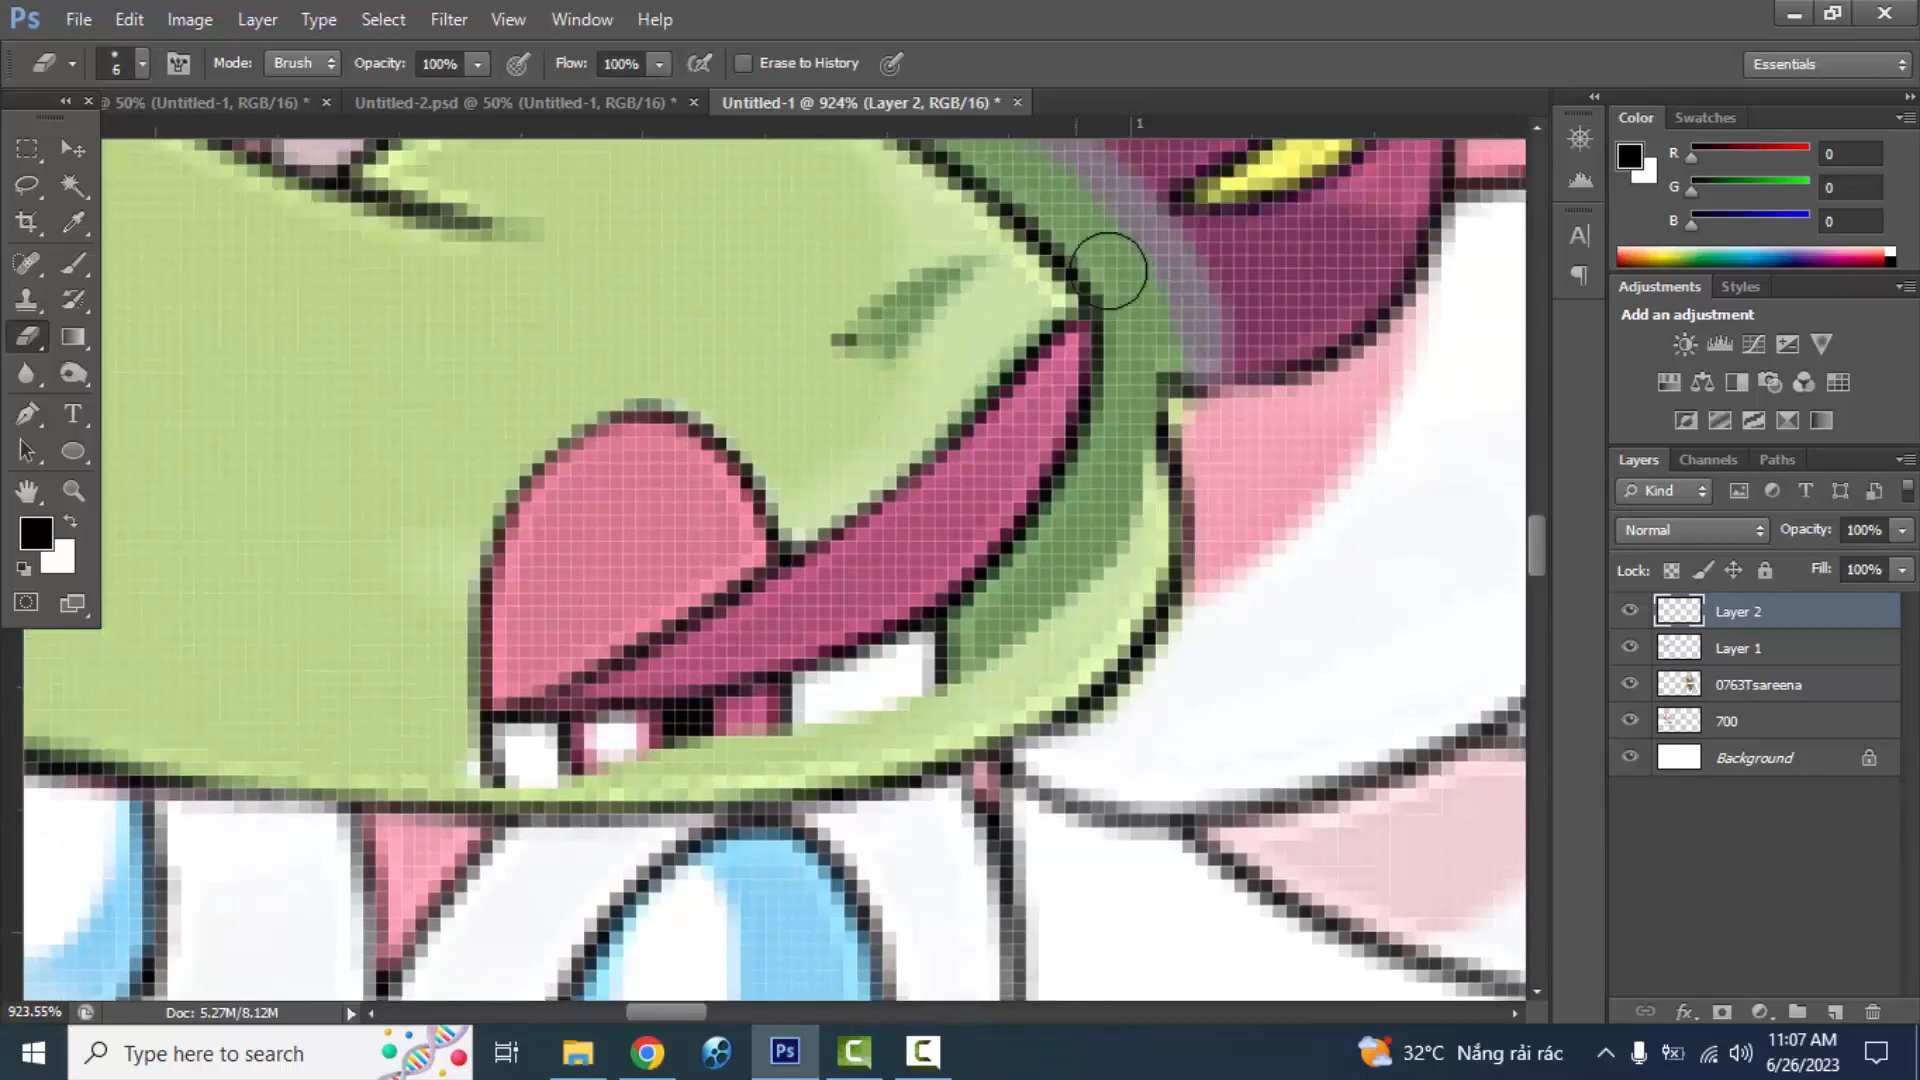 Ps File Edit Image Layer Type Select Filter View Window Help
6 Mode: Brush Opacity: 100% Flow: 100% Erase to History Essentials
@ 50% (Untitled-1, RGB/16) * × Untitled-2.psd @ 50% (Untitled-1, RGB/16) * × Untitled-1 @ 924% (Layer 2, RGB/16) * ×
1
Color Swatches
R 0
G 0
B 0
Adjustments Styles
Add an adjustment
Layers Channels Paths
Kind
Normal Opacity: 100%
Lock: Fill: 100%
Layer 2
Layer 1
0763Tsareena
700
Background
923.55% Doc: 5.27M/8.12M
Type here to search
32°C Nắng rải rác
11:07 AM
6/26/2023